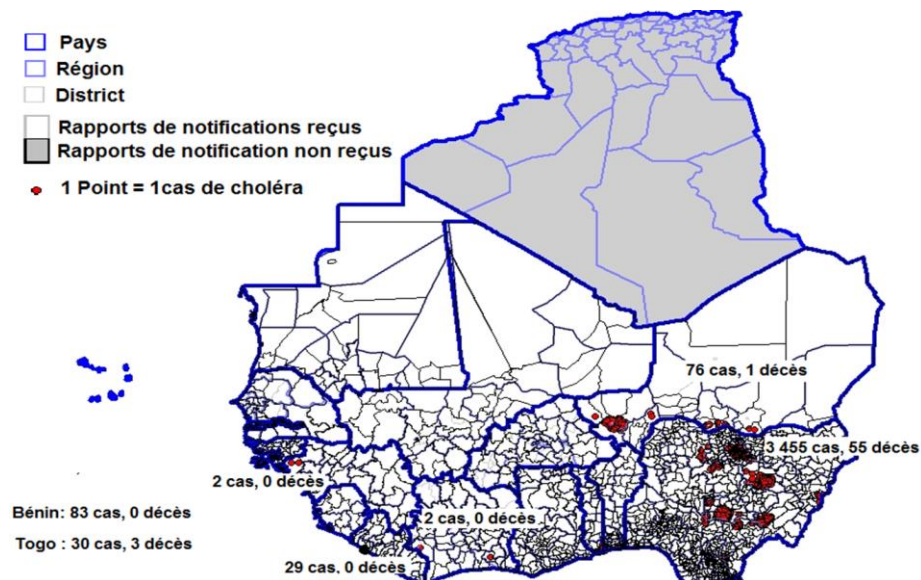 Pays
Région
District
Rapports de notifications reçus
Rapports de notification non reçus
1 Point = 1cas de choléra
76 cas, 1 décès
3 455 cas, 55 décès
2 cas, 0 décès
2 cas, 0 décès
Bénin: 83 cas, 0 décès
Togo : 30 cas, 3 décès
29 cas, 0 décès